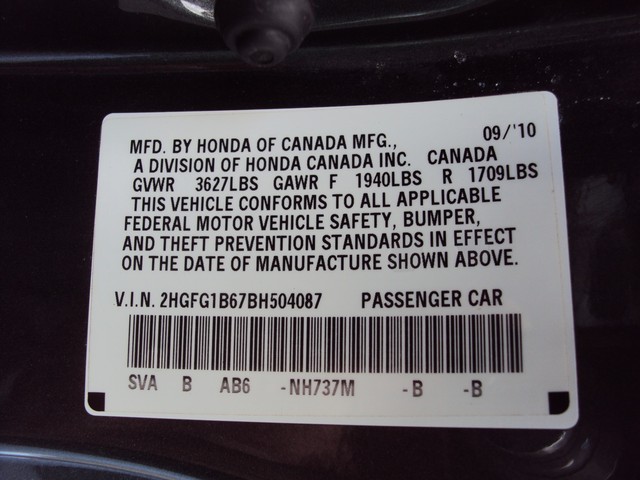 MFD. BY HONDA OF CANADA MFG., 09/'10
A DIVISION OF HONDA CANADA INC. CANADA
GVWR 3627LBS GAWR F 1940LBS R 1709LBS
THIS VEHICLE CONFORMS TO ALL APPLICABLE
FEDERAL MOTOR VEHICLE SAFETY, BUMPER,
AND THEFT PREVENTION STANDARDS IN EFFECT
ON THE DATE OF MANUFACTURE SHOWN ABOVE.
V.I.N. 2HGFG1B67BH504087 PASSENGER CAR
SVA B AB6 -NH737M -B -B